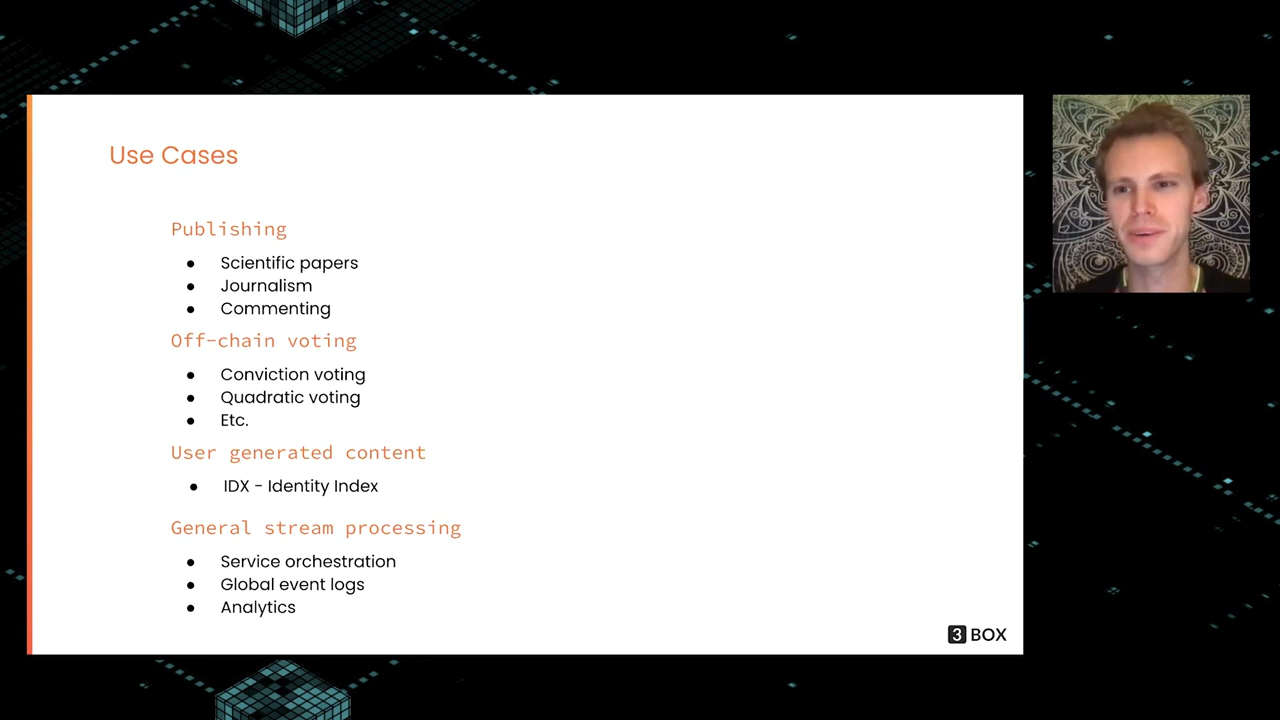 Use Cases
Publishing
● Scientific papers
● Journalism
● Commenting
Off-chain voting
● Conviction voting
● Quadratic voting
● Etc.
User generated content
● IDX - Identity Index
General stream processing
● Service orchestration
● Global event logs
● Analytics
3 BOX